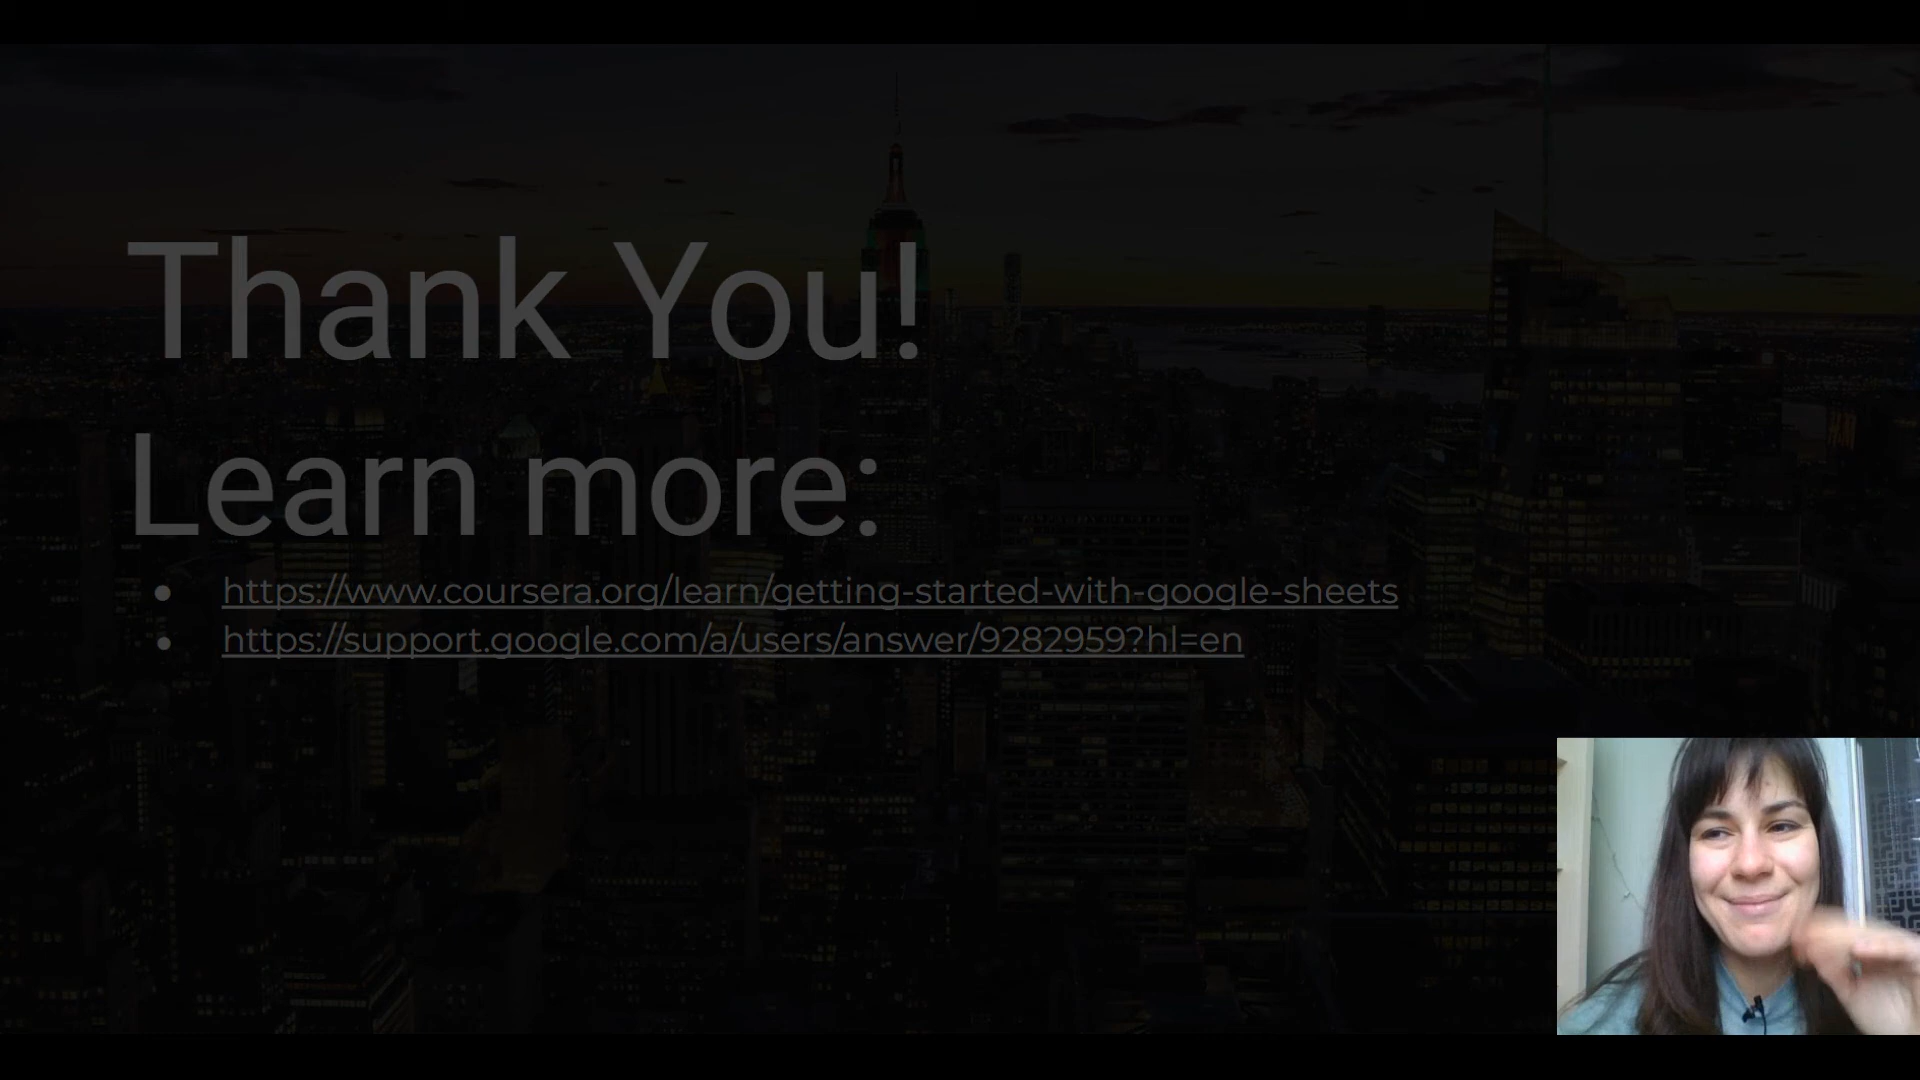 Thank You!
Learn more:
● https://www.coursera.org/learn/getting-started-with-google-sheets
● https://support.google.com/a/users/answer/9282959?hl=en